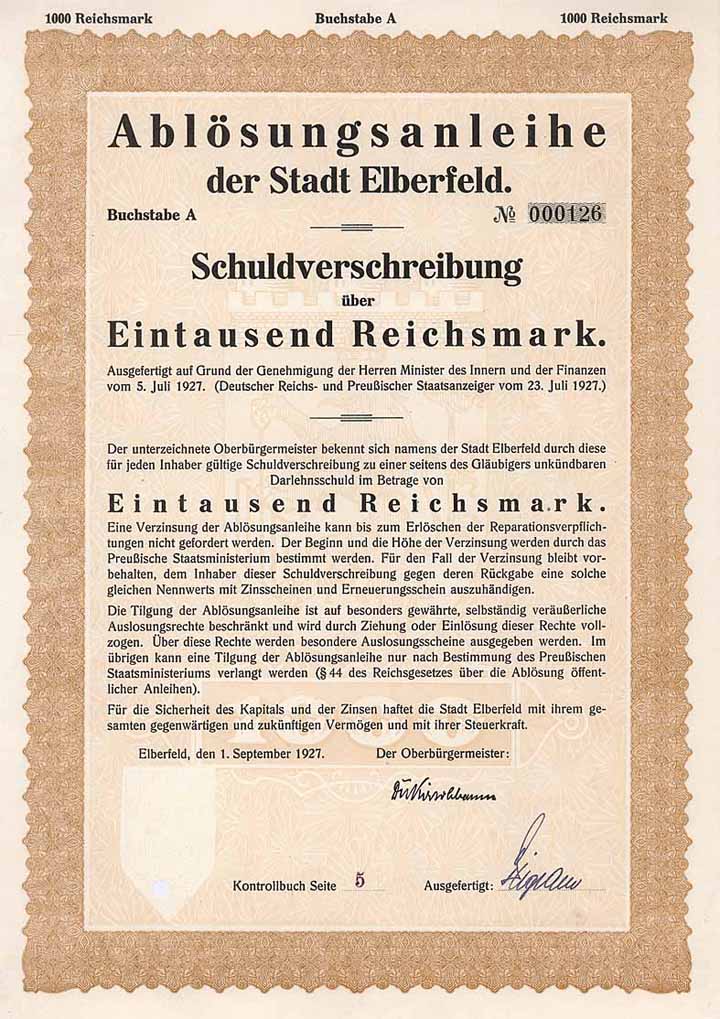 1000 Reichsmark Buchstabe A 1000 Reichsmark
Ablösungsanleihe
der Stadt Elberfeld.
Buchstabe A № 000126
Schuldverschreibung
über
Eintausend Reichsmark.
Ausgefertigt auf Grund der Genehmigung der Herren Minister des Innern und der Finanzen
vom 5. Juli 1927. (Deutscher Reichs- und Preußischer Staatsanzeiger vom 23. Juli 1927.)
Der unterzeichnete Oberbürgermeister bekennt sich namens der Stadt Elberfeld durch diese
für jeden Inhaber gültige Schuldverschreibung zu einer seitens des Gläubigers unkündbaren
Darlehnsschuld im Betrage von
Eintausend Reichsmark.
Eine Verzinsung der Ablösungsanleihe kann bis zum Erlöschen der Reparationsverpflich-
tungen nicht gefordert werden. Der Beginn und die Höhe der Verzinsung werden durch das
Preußische Staatsministerium bestimmt werden. Für den Fall der Verzinsung bleibt vor-
behalten, dem Inhaber dieser Schuldverschreibung gegen deren Rückgabe eine solche
gleichen Nennwerts mit Zinsscheinen und Erneuerungsschein auszuhändigen.
Die Tilgung der Ablösungsanleihe ist auf besonders gewährte, selbständig veräußerliche
Auslosungsrechte beschränkt und wird durch Ziehung oder Einlösung dieser Rechte voll-
zogen. Über diese Rechte werden besondere Auslosungsscheine ausgegeben werden. Im
übrigen kann eine Tilgung der Ablösungsanleihe nur nach Bestimmung des Preußischen
Staatsministeriums verlangt werden (§ 44 des Reichsgesetzes über die Ablösung öffent-
licher Anleihen).
Für die Sicherheit des Kapitals und der Zinsen haftet die Stadt Elberfeld mit ihrem ge-
samten gegenwärtigen und zukünftigen Vermögen und mit ihrer Steuerkraft.
1000
Elberfeld, den 1. September 1927. Der Oberbürgermeister:
Kontrollbuch Seite 5 Ausgefertigt: